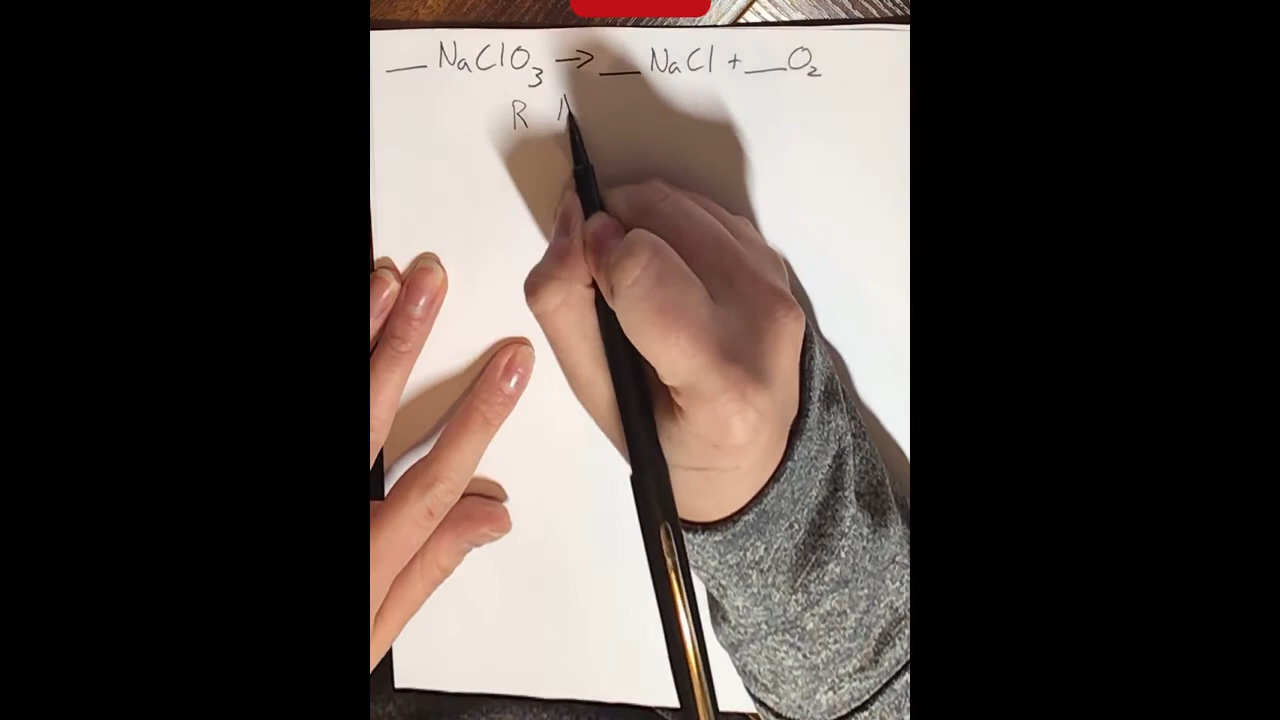 __ NaClO₃ → __ NaCl + __ O₂
R